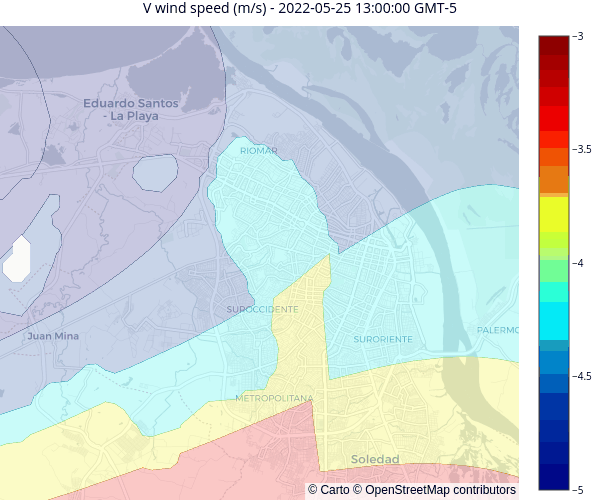 V wind speed (m/s) - 2022-05-25 13:00:00 GMT-5
Eduardo Santos
- La Playa
RIOMAR
SUROCCIDENTE
Juan Mina
SURORIENTE
PALERMO
METROPOLITANA
Soledad
© Carto © OpenStreetMap contributors
−3
−3.5
−4
−4.5
−5